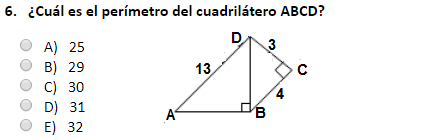 6. ¿Cuál es el perímetro del cuadrilátero ABCD?
A) 25
B) 29
C) 30
D) 31
E) 32
D
3
13
C
4
A
B